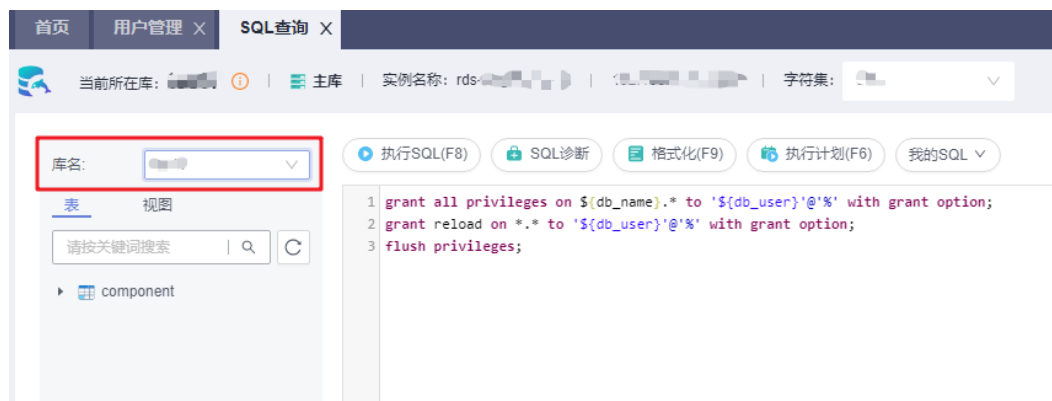 首页 用户管理 X SQL查询 X
当前所在库: 主库 实例名称: rds- 字符集:
库名:
执行SQL(F8) SQL诊断 格式化(F9) 执行计划(F6) 我的SQL
表 视图
请按关键词搜索
component
1 grant all privileges on ${db_name}.* to '${db_user}'@'%' with grant option;
2 grant reload on *.* to '${db_user}'@'%' with grant option;
3 flush privileges;